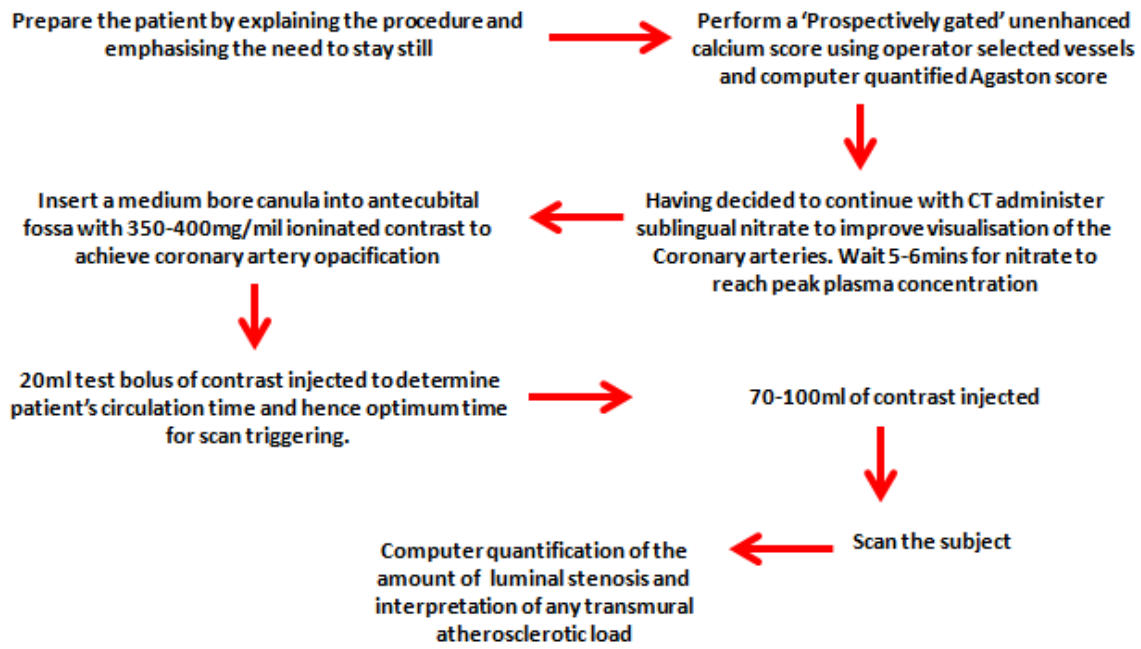 Prepare the patient by explaining the procedure and
emphasising the need to stay still
Perform a ‘Prospectively gated’ unenhanced
calcium score using operator selected vessels
and computer quantified Agaston score
Having decided to continue with CT administer
sublingual nitrate to improve visualisation of the
Coronary arteries. Wait 5-6mins for nitrate to
reach peak plasma concentration
Insert a medium bore canula into antecubital
fossa with 350-400mg/mil ioninated contrast to
achieve coronary artery opacification
20ml test bolus of contrast injected to determine
patient’s circulation time and hence optimum time
for scan triggering.
70-100ml of contrast injected
Scan the subject
Computer quantification of the
amount of luminal stenosis and
interpretation of any transmural
atherosclerotic load